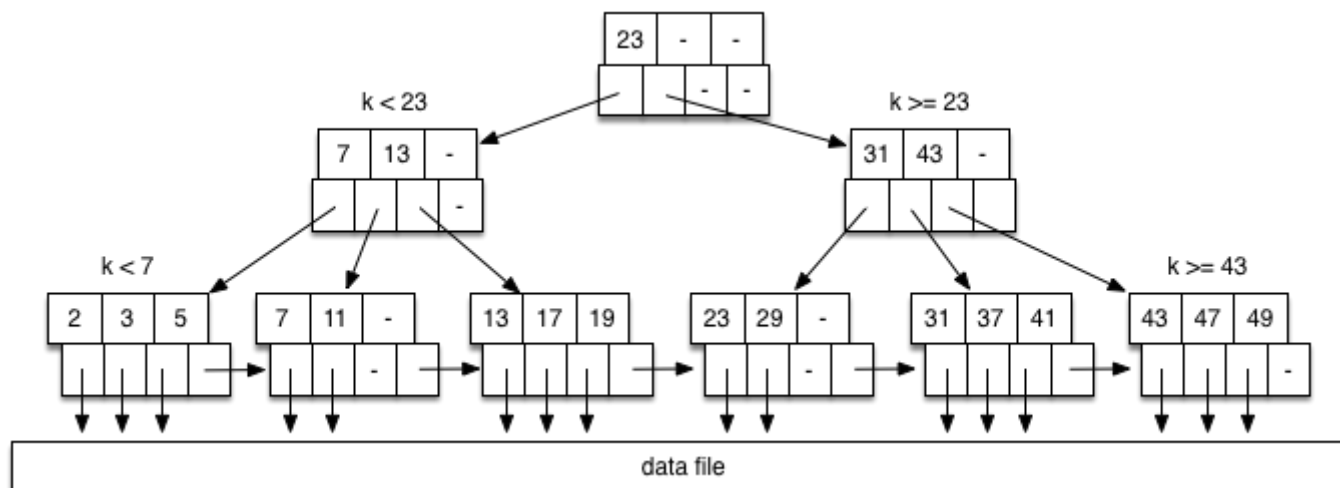 23 - -
- -
k < 23 k >= 23
7 13 - 31 43 -
-
k < 7 k >= 43
2 3 5 7 11 - 13 17 19 23 29 - 31 37 41 43 47 49
- - -
data file